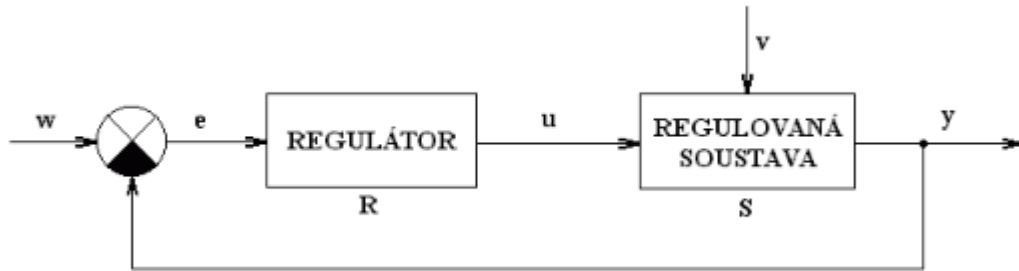 v
w
e
REGULÁTOR
u
REGULOVANÁ
SOUSTAVA
y
R
S